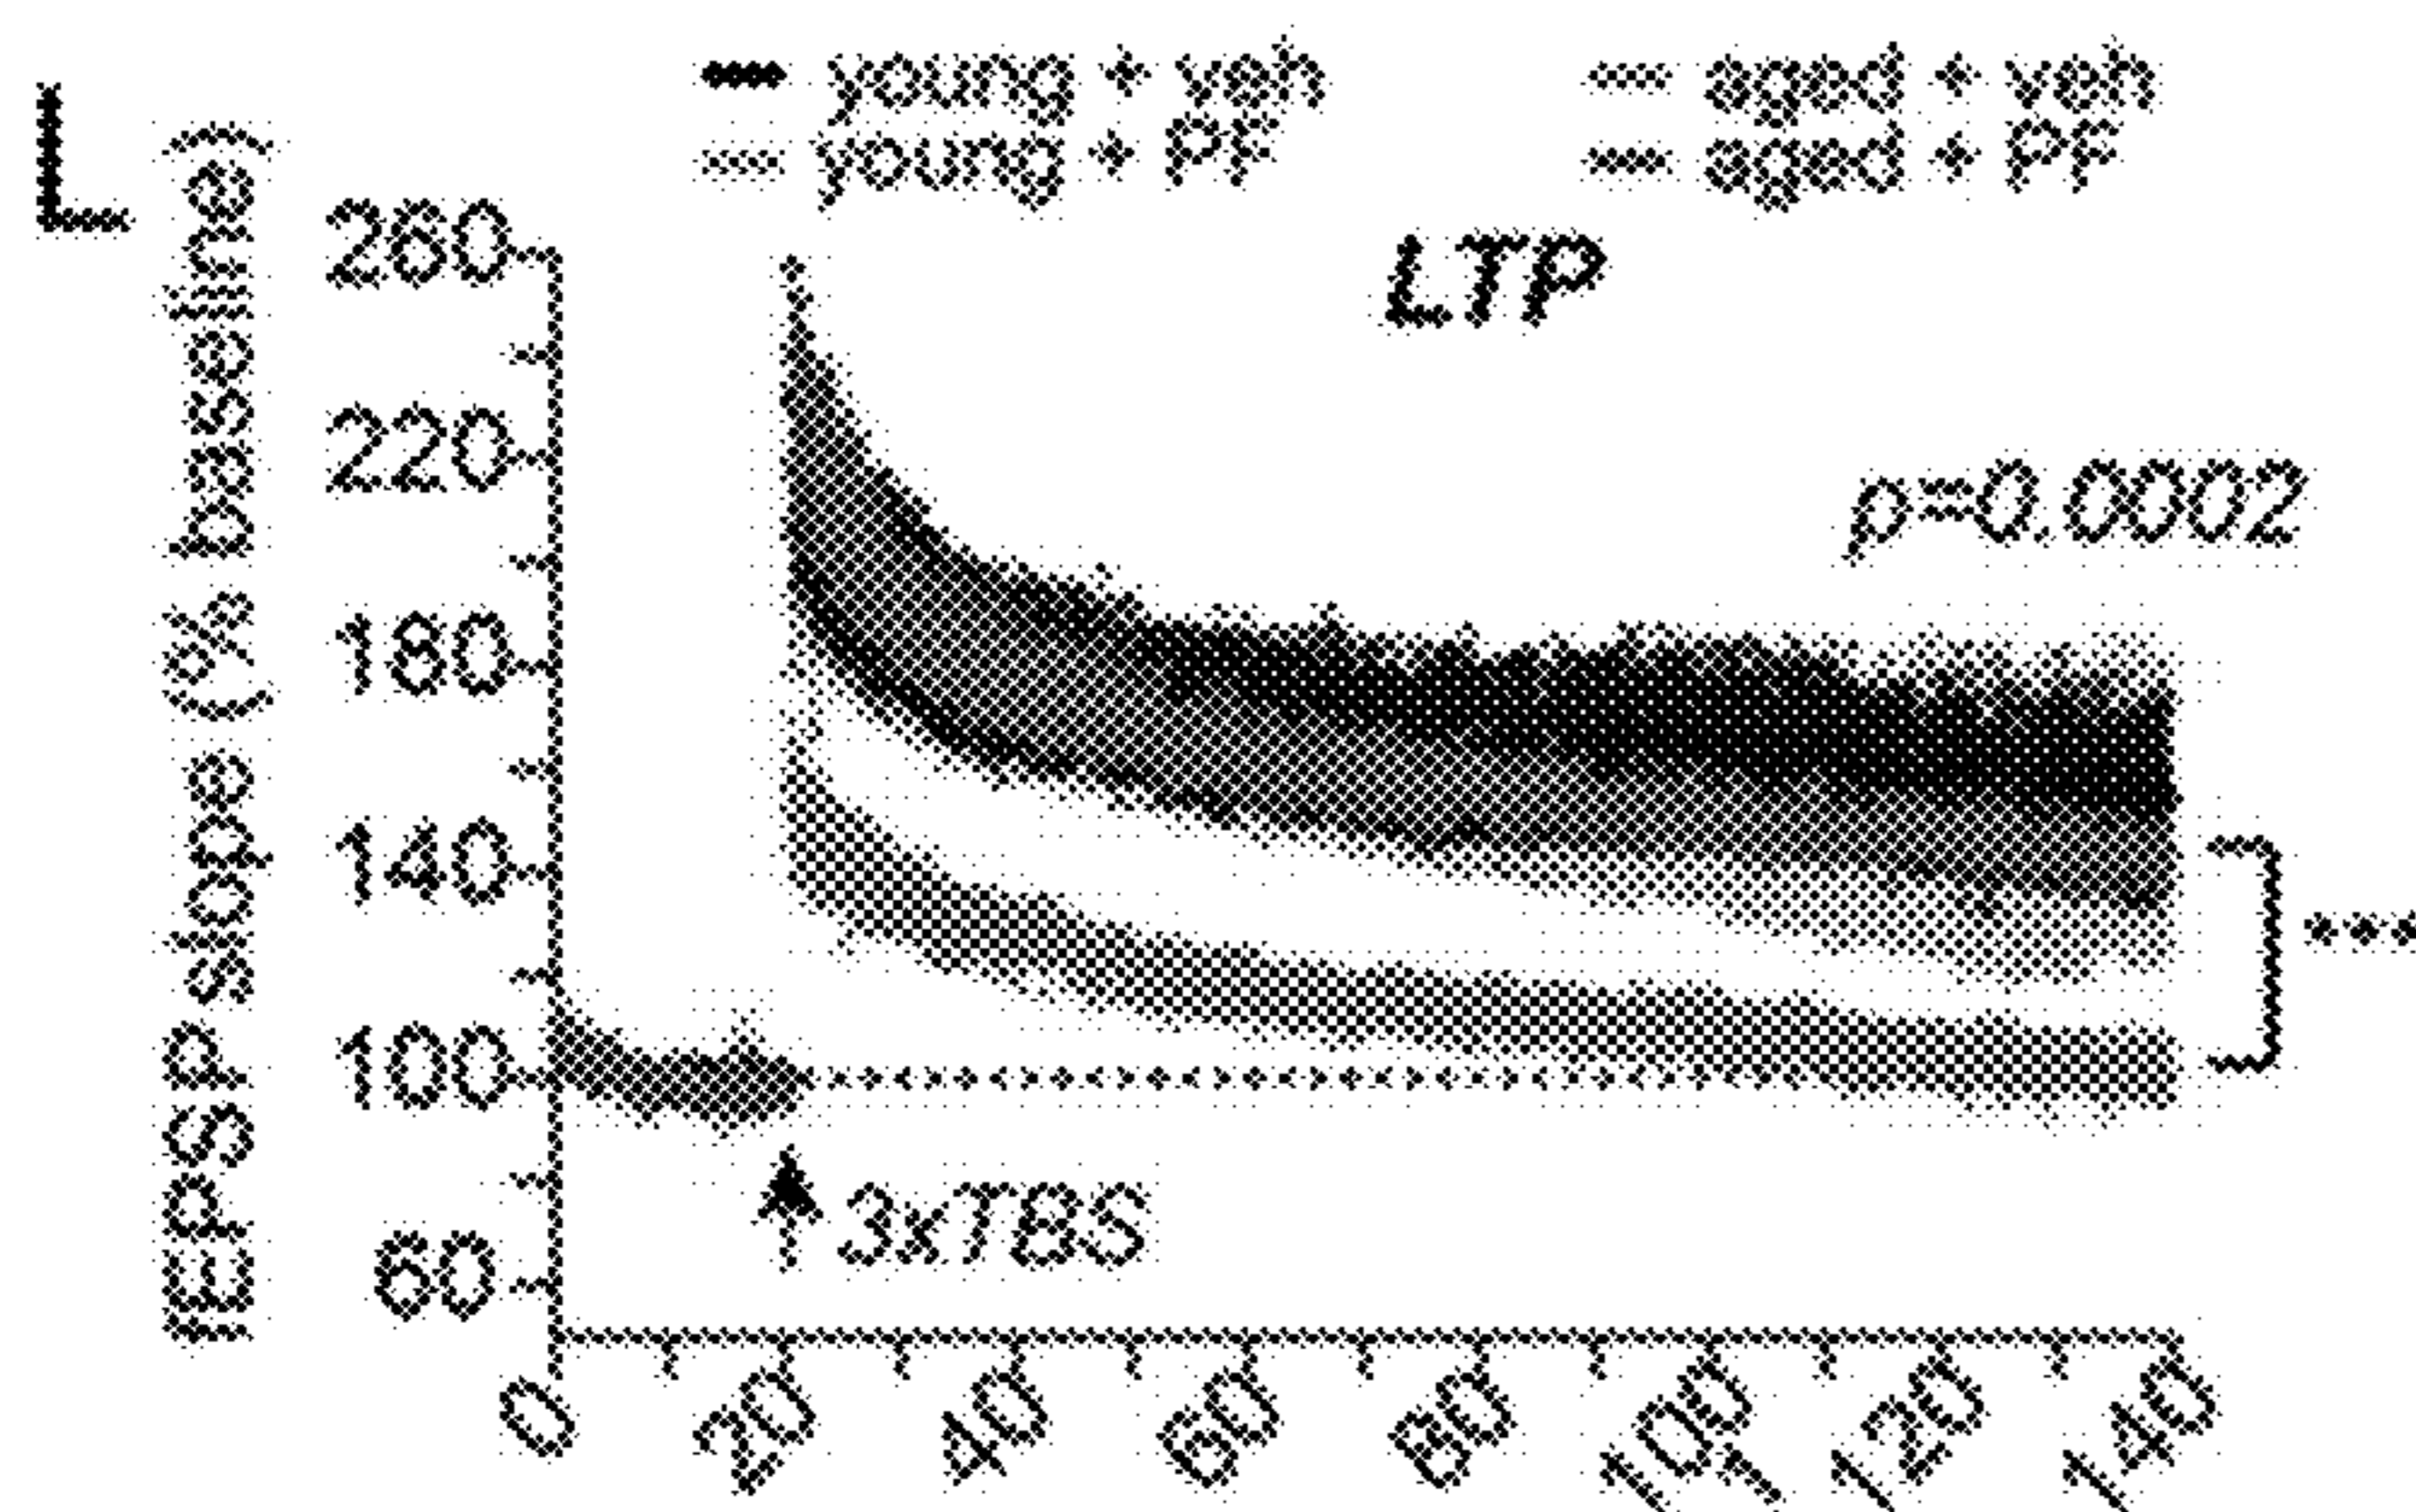 L
young + veh
aged + veh
young + PF
aged + PF
fEPSP slope (% baseline)
260
220
180
140
100
60
LTP
p=0.0002
3xTBS
0
20
40
60
80
100
120
140